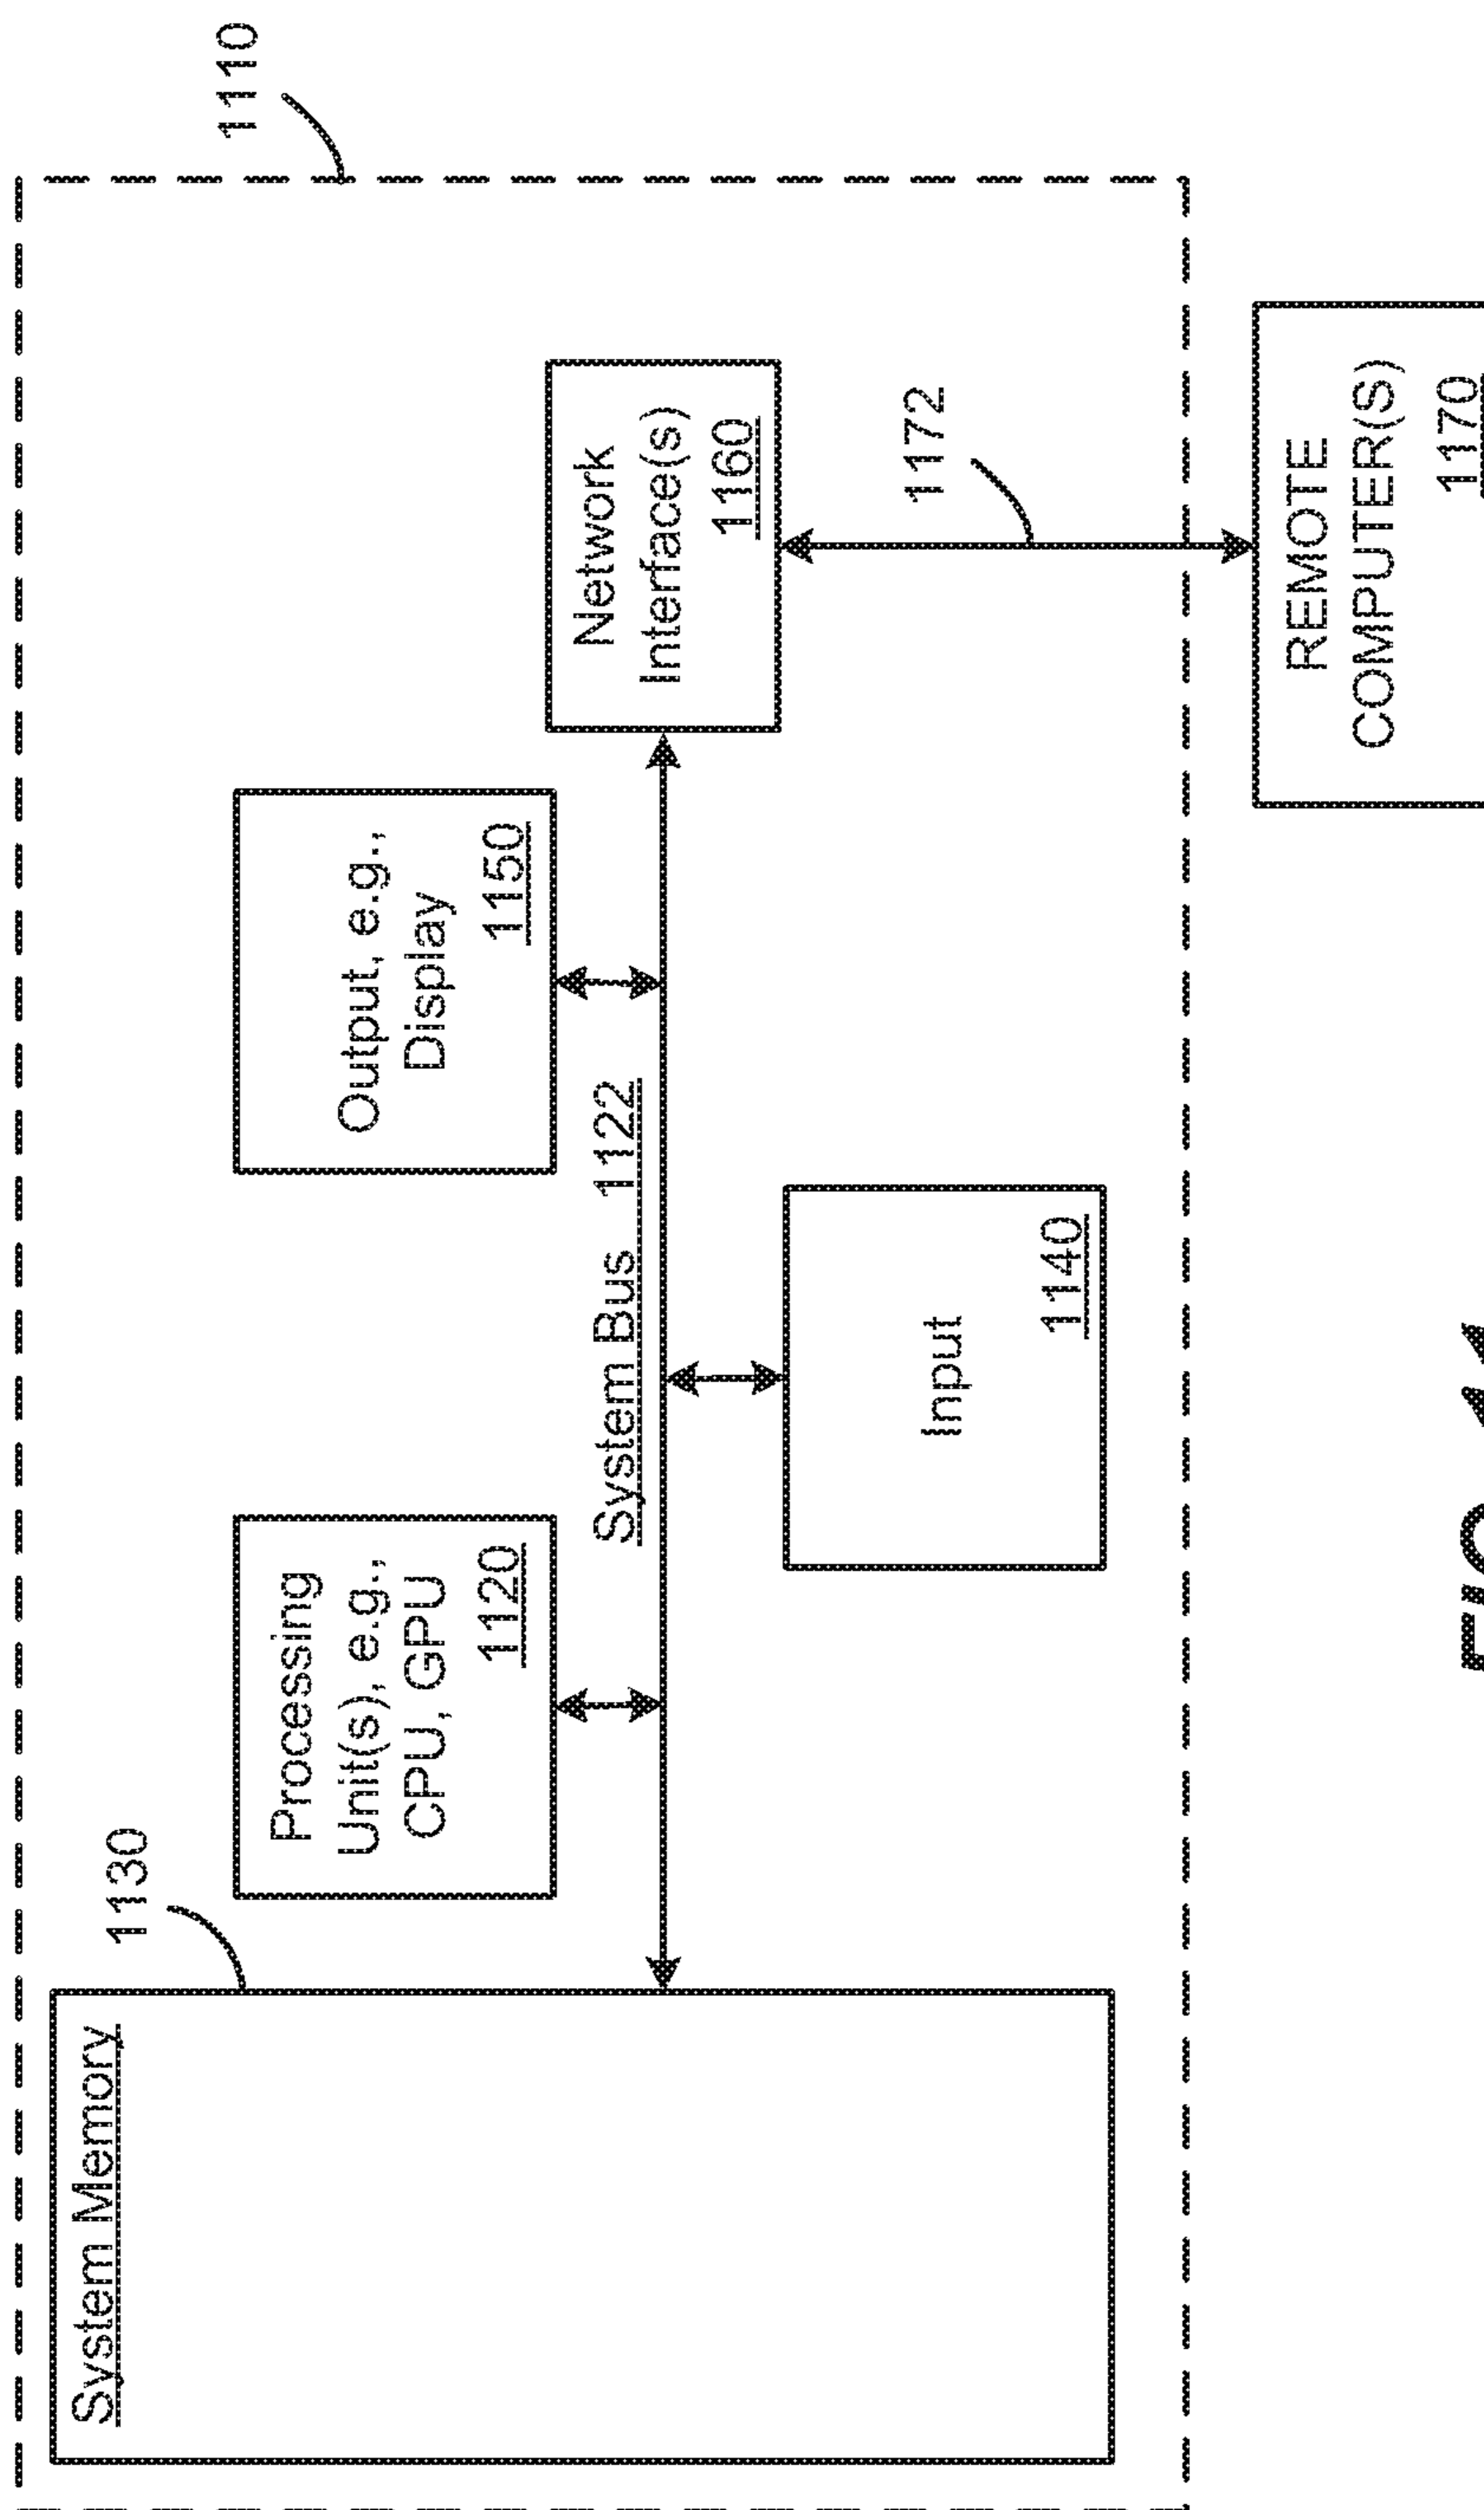 System Memory
1130
1110
Processing
Unit(s), e.g.,
CPU, GPU
1120
Output, e.g.,
Display
1150
System Bus 1122
Network
Interface(s)
1160
Input
1140
1172
REMOTE
COMPUTER(S)
1170